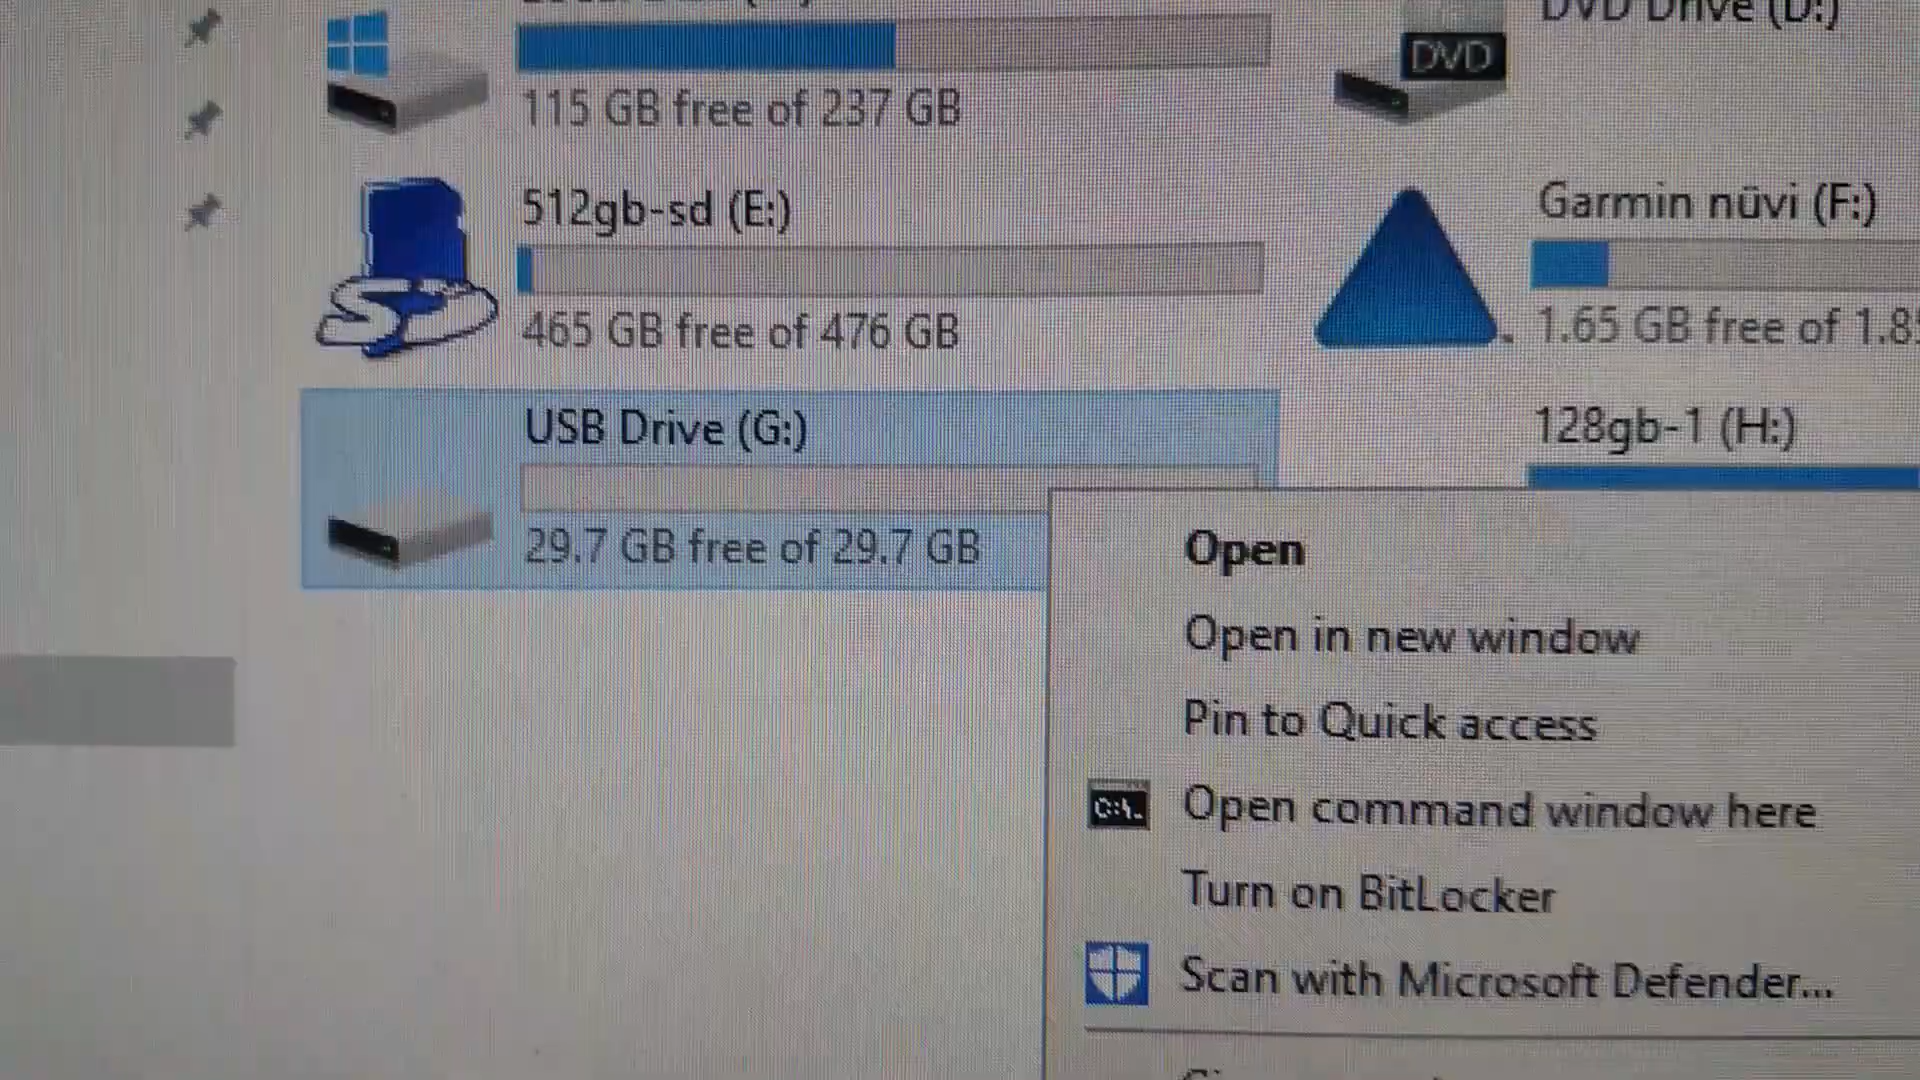 DVD Drive (D:)
DVD
115 GB free of 237 GB
512gb-sd (E:)
465 GB free of 476 GB
Garmin nüvi (F:)
1.65 GB free of 1.8
USB Drive (G:)
29.7 GB free of 29.7 GB
128gb-1 (H:)
Open
Open in new window
Pin to Quick access
C:\.
Open command window here
Turn on BitLocker
Scan with Microsoft Defender...